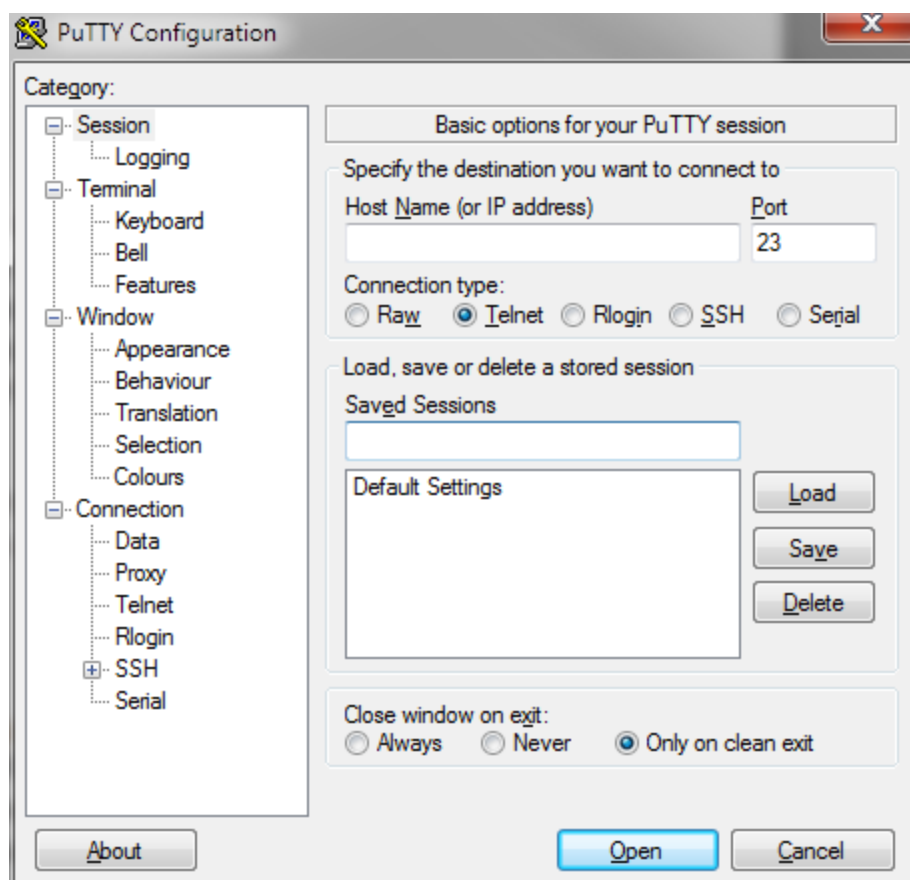 PuTTY Configuration
x
Category:
Session
Logging
Terminal
Keyboard
Bell
Features
Window
Appearance
Behaviour
Translation
Selection
Colours
Connection
Data
Proxy
Telnet
Rlogin
SSH
Serial
Basic options for your PuTTY session
Specify the destination you want to connect to
Host Name (or IP address) Port
23
Connection type:
Raw Telnet Rlogin SSH Serial
Load, save or delete a stored session
Saved Sessions
Default Settings
Load
Save
Delete
Close window on exit:
Always Never Only on clean exit
About Open Cancel